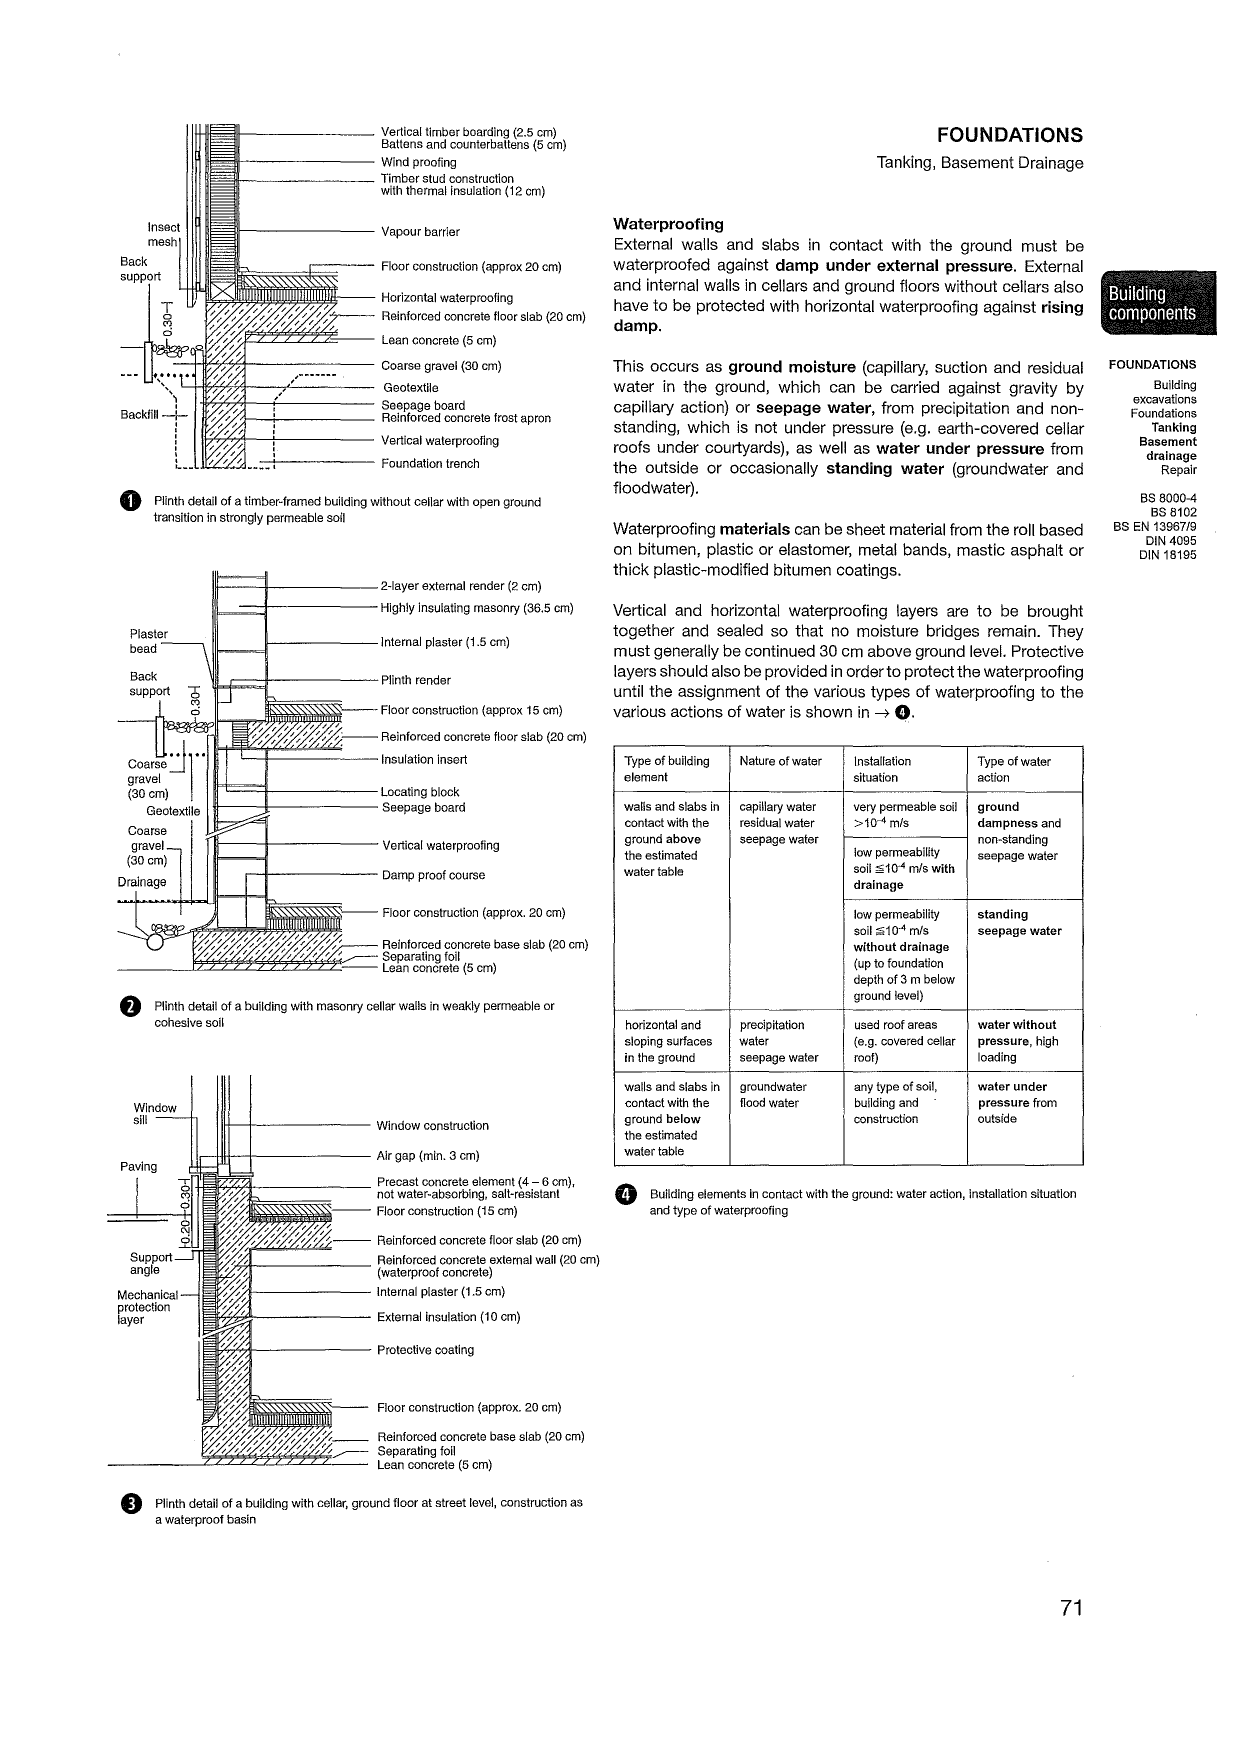 FOUNDATIONS
Tanking, Basement Drainage
Vertical timber boarding (2.5 cm)
Battens and counterbattens (5 cm)
Wind proofing
Timber stud construction
with thermal insulation (12 cm)
Insect
mesh
Vapour barrier
Back
support
Floor construction (approx 20 cm)
Horizontal waterproofing
Reinforced concrete floor slab (20 cm)
0.30
Lean concrete (5 cm)
Coarse gravel (30 cm)
Geotextile
Seepage board
Backfill
Reinforced concrete frost apron
Vertical waterproofing
Foundation trench
1 Plinth detail of a timber-framed building without cellar with open ground
transition in strongly permeable soil
2-layer external render (2 cm)
Highly insulating masonry (36.5 cm)
Plaster
bead
Internal plaster (1.5 cm)
Back
support
Plinth render
0.30
Floor construction (approx 15 cm)
Reinforced concrete floor slab (20 cm)
Insulation insert
Coarse
gravel
(30 cm)
Locating block
Geotextile
Seepage board
Coarse
gravel
(30 cm)
Vertical waterproofing
Drainage
Damp proof course
Floor construction (approx. 20 cm)
Reinforced concrete base slab (20 cm)
Separating foil
Lean concrete (5 cm)
2 Plinth detail of a building with masonry cellar walls in weakly permeable or
cohesive soil
Window
sill
Window construction
Air gap (min. 3 cm)
Paving
Precast concrete element (4 – 6 cm),
not water-absorbing, salt-resistant
0.30
0.20
Floor construction (15 cm)
Reinforced concrete floor slab (20 cm)
Support
angle
Reinforced concrete external wall (20 cm)
(waterproof concrete)
Mechanical
protection
layer
Internal plaster (1.5 cm)
External insulation (10 cm)
Protective coating
Floor construction (approx. 20 cm)
Reinforced concrete base slab (20 cm)
Separating foil
Lean concrete (5 cm)
3 Plinth detail of a building with cellar, ground floor at street level, construction as
a waterproof basin
Waterproofing
External walls and slabs in contact with the ground must be
waterproofed against damp under external pressure. External
and internal walls in cellars and ground floors without cellars also
have to be protected with horizontal waterproofing against rising
damp.
This occurs as ground moisture (capillary, suction and residual
water in the ground, which can be carried against gravity by
capillary action) or seepage water, from precipitation and non-
standing, which is not under pressure (e.g. earth-covered cellar
roofs under courtyards), as well as water under pressure from
the outside or occasionally standing water (groundwater and
floodwater).
Waterproofing materials can be sheet material from the roll based
on bitumen, plastic or elastomer, metal bands, mastic asphalt or
thick plastic-modified bitumen coatings.
Vertical and horizontal waterproofing layers are to be brought
together and sealed so that no moisture bridges remain. They
must generally be continued 30 cm above ground level. Protective
layers should also be provided in order to protect the waterproofing
until the assignment of the various types of waterproofing to the
various actions of water is shown in → 4.
Type of building
element
Nature of water
Installation
situation
Type of water
action
walls and slabs in
contact with the
ground above
the estimated
water table
capillary water
residual water
seepage water
very permeable soil
>10⁻⁴ m/s
low permeability
soil ≦10⁻⁴ m/s with
drainage
ground
dampness and
non-standing
seepage water
low permeability
soil ≦10⁻⁴ m/s
without drainage
(up to foundation
depth of 3 m below
ground level)
standing
seepage water
horizontal and
sloping surfaces
in the ground
precipitation
water
seepage water
used roof areas
(e.g. covered cellar
roof)
water without
pressure, high
loading
walls and slabs in
contact with the
ground below
the estimated
water table
groundwater
flood water
any type of soil,
building and
construction
water under
pressure from
outside
4 Building elements in contact with the ground: water action, installation situation
and type of waterproofing
Building
components
FOUNDATIONS
Building
excavations
Foundations
Tanking
Basement
drainage
Repair
BS 8000-4
BS 8102
BS EN 13967/9
DIN 4095
DIN 18195
71